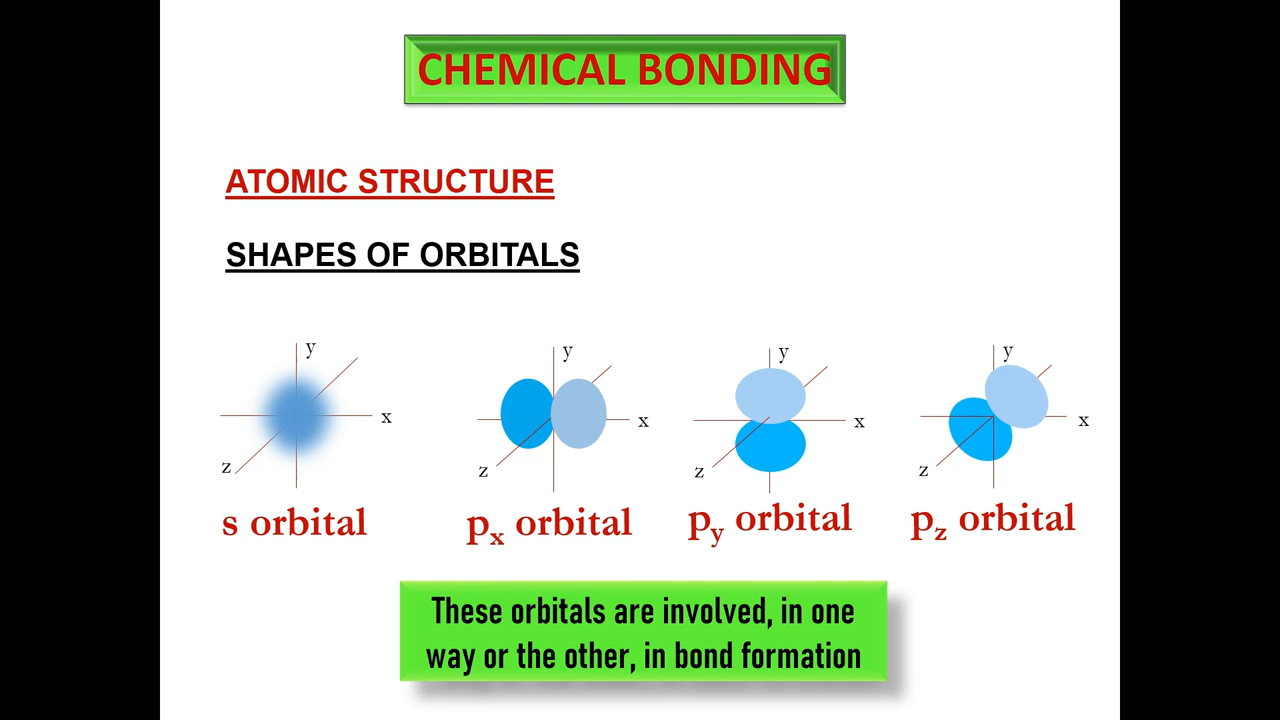 CHEMICAL BONDING
ATOMIC STRUCTURE
SHAPES OF ORBITALS
y
x
z
s orbital
y
x
z
px orbital
y
x
z
py orbital
y
x
z
pz orbital
These orbitals are involved, in one
way or the other, in bond formation